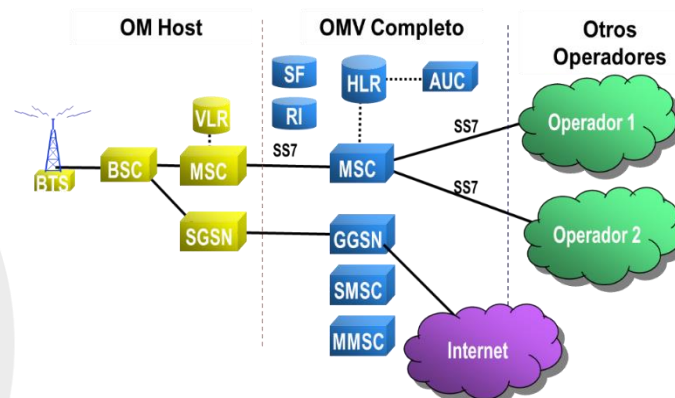 OM Host
OMV Completo
Otros
Operadores
SF
HLR
AUC
RI
VLR
BTS
BSC
MSC
SS7
MSC
SS7
SS7
Operador 1
Operador 2
SGSN
GGSN
SMSC
MMSC
Internet